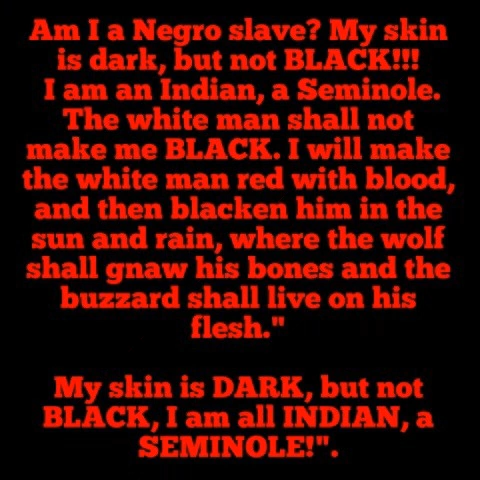 Am I a Negro slave? My skin
is dark, but not BLACK!!!
I am an Indian, a Seminole.
The white man shall not
make me BLACK. I will make
the white man red with blood,
and then blacken him in the
sun and rain, where the wolf
shall gnaw his bones and the
buzzard shall live on his
flesh."
My skin is DARK, but not
BLACK, I am all INDIAN, a
SEMINOLE!".